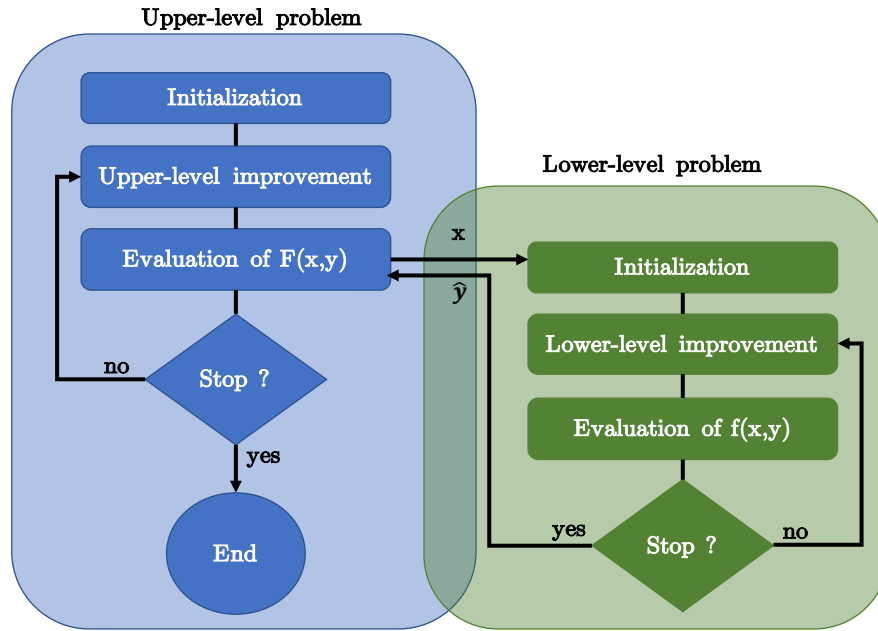 Upper-level problem
Initialization
Upper-level improvement
Evaluation of F(x,y)
Stop ?
no
yes
End
x
ŷ
Lower-level problem
Initialization
Lower-level improvement
Evaluation of f(x,y)
Stop ?
yes
no